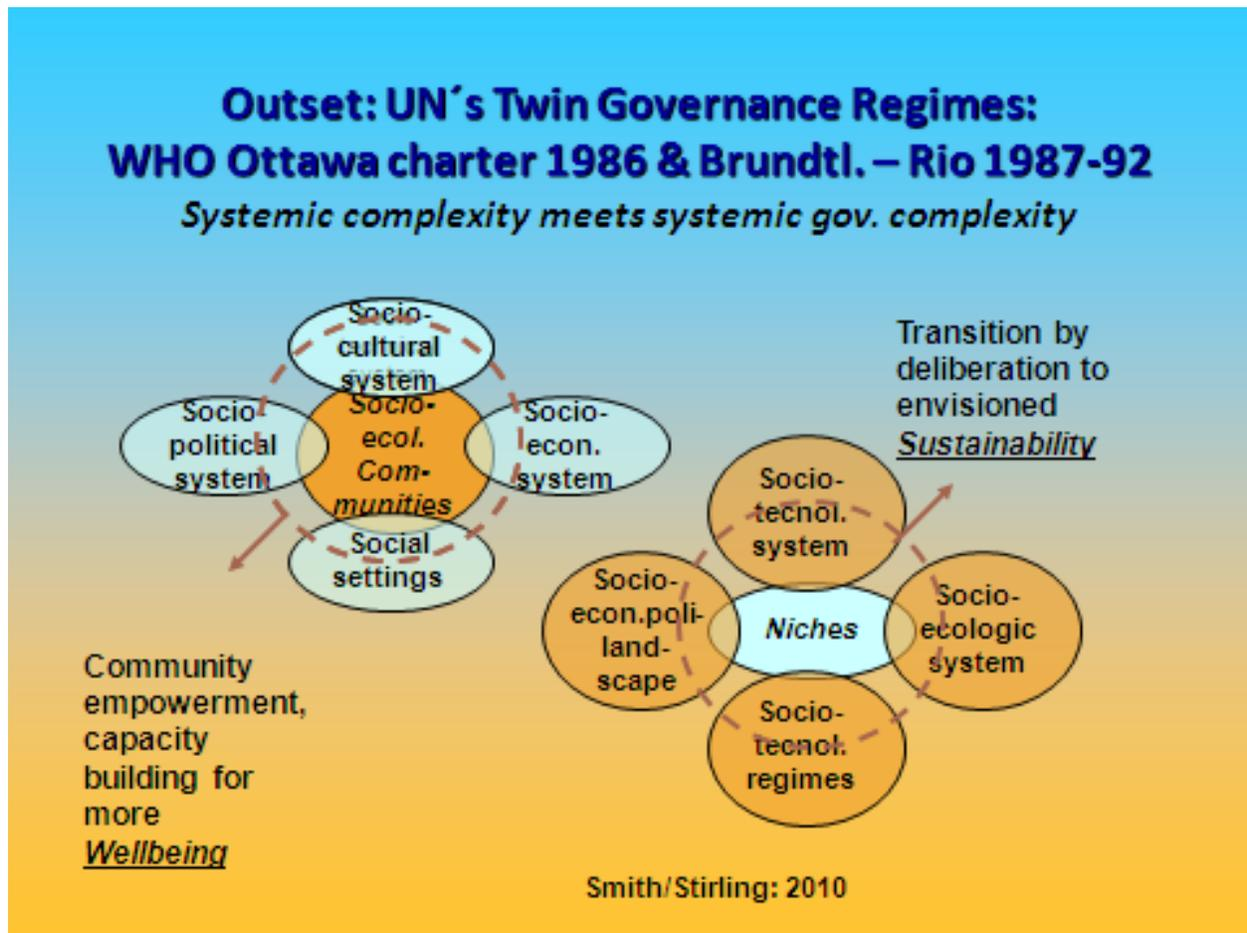 Outset: UN´s Twin Governance Regimes:
WHO Ottawa charter 1986 & Brundtl. – Rio 1987-92
Systemic complexity meets systemic gov. complexity
Socio-
cultural
system
Socio-
political
system
Socio-
ecol.
Com-
munities
Socio-
econ.
system
Social
settings
Community
empowerment,
capacity
building for
more
Wellbeing
Transition by
deliberation to
envisioned
Sustainability
Socio-
tecnol.
system
Socio-
econ.poli-
land-
scape
Niches
Socio-
ecologic
system
Socio-
tecnol.
regimes
Smith/Stirling: 2010